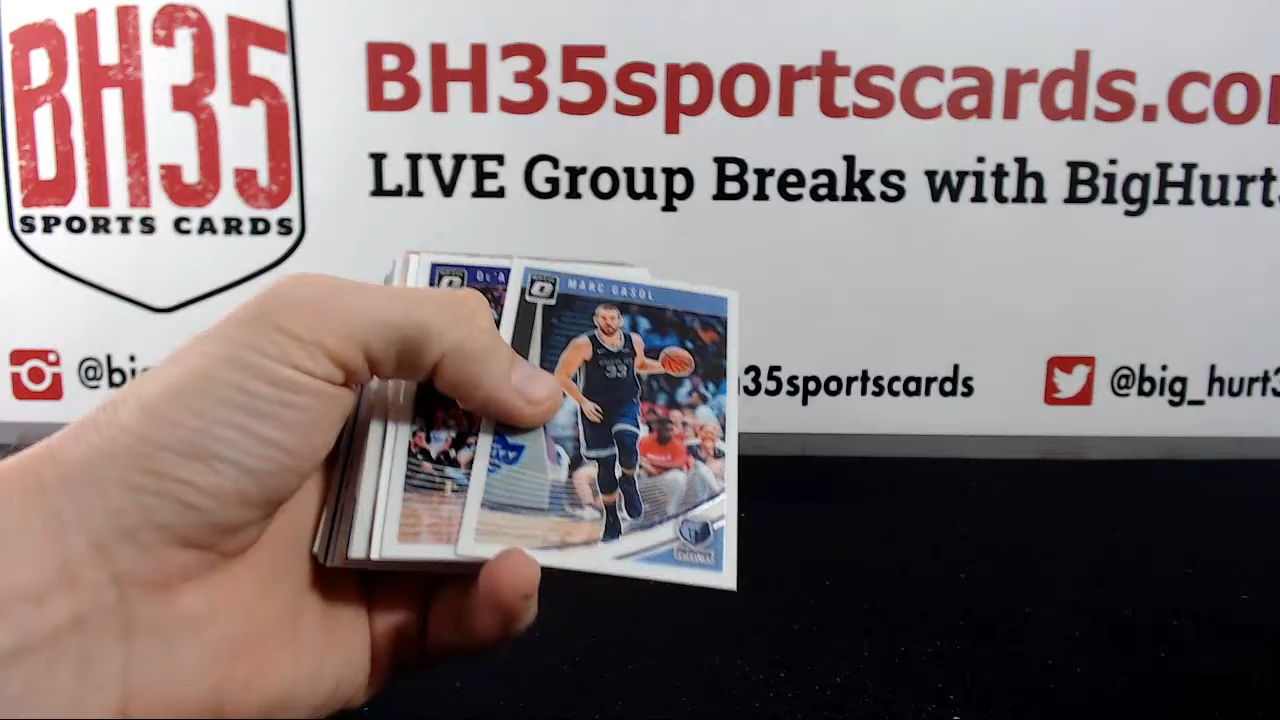 BH35
SPORTS CARDS
BH35sportscards.co
LIVE Group Breaks with BigHurt
@bi
35sportscards
@big_hurt3
MARC GASOL
33